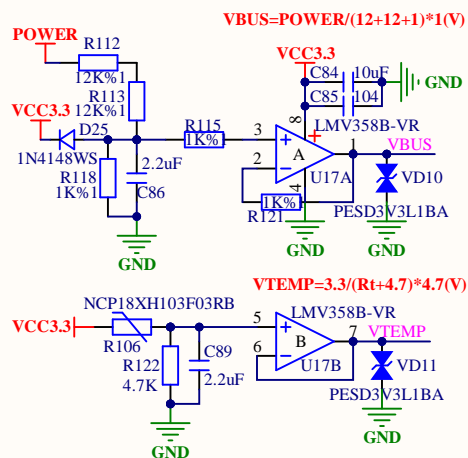 VBUS=POWER/(12+12+1)*1(V)
POWER
R112
12K%1
R113
12K%1
VCC3.3
D25
1N4148WS
R118
1K%1
2.2uF
C86
GND
R115
1K%1
VCC3.3
C84
10uF
C85
104
GND
8
LMV358B-VR
3
2
A
1
VBUS
4
U17A
1K%1
R121
GND
VD10
PESD3V3L1BA
GND
VTEMP=3.3/(Rt+4.7)*4.7(V)
NCP18XH103F03RB
VCC3.3
R106
R122
4.7K
C89
2.2uF
GND
LMV358B-VR
5
6
B
7
VTEMP
U17B
VD11
PESD3V3L1BA
GND